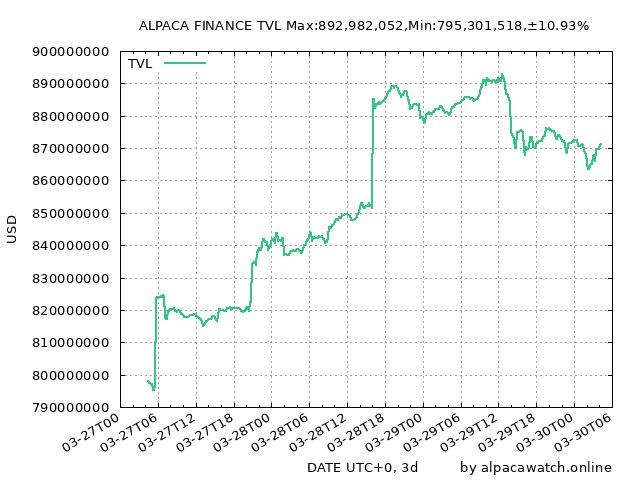 ALPACA FINANCE TVL Max:892,982,052,Min:795,301,518,±10.93%
900000000
TVL
890000000
880000000
870000000
860000000
850000000
USD
840000000
830000000
820000000
810000000
800000000
790000000
03-27T00 03-27T06 03-27T12 03-27T18 03-28T00 03-28T06 03-28T12 03-28T18 03-29T00 03-29T06 03-29T12 03-29T18 03-30T00 03-30T06
DATE UTC+0, 3d by alpacawatch.online